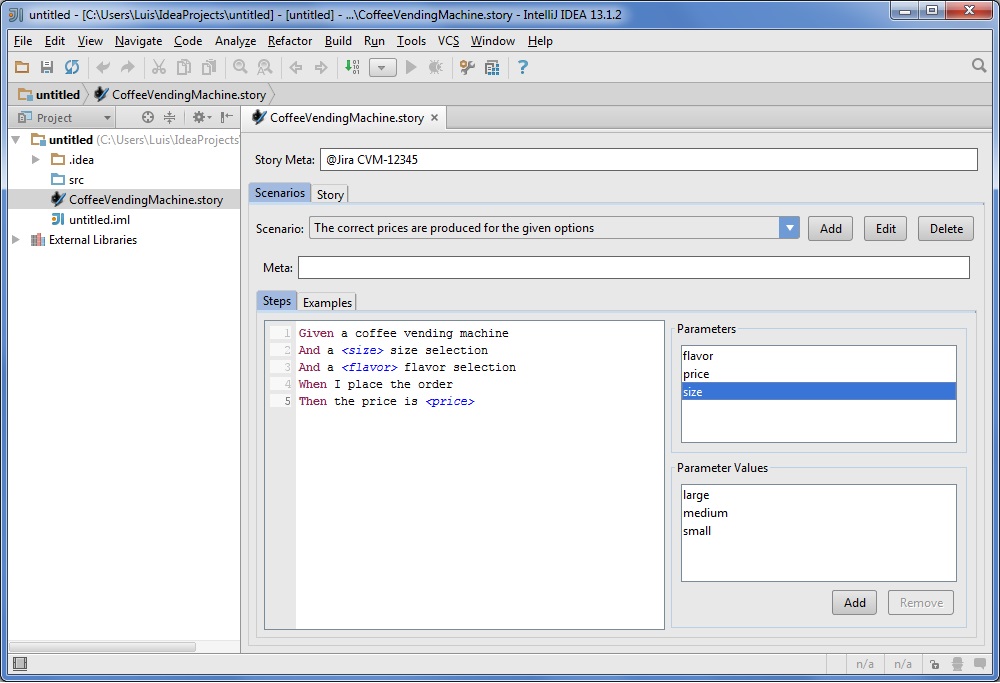 untitled - [C:\Users\Luis\IdeaProjects\untitled] - [untitled] - ...\CoffeeVendingMachine.story - IntelliJ IDEA 13.1.2
File Edit View Navigate Code Analyze Refactor Build Run Tools VCS Window Help
untitled CoffeeVendingMachine.story
Project
CoffeeVendingMachine.story
untitled (C:\Users\Luis\IdeaProjects
.idea
src
CoffeeVendingMachine.story
untitled.iml
External Libraries
Story Meta: @Jira CVM-12345
Scenarios Story
Scenario: The correct prices are produced for the given options Add Edit Delete
Meta:
Steps Examples
1 Given a coffee vending machine
2 And a <size> size selection
3 And a <flavor> flavor selection
4 When I place the order
5 Then the price is <price>
Parameters
flavor
price
size
Parameter Values
large
medium
small
Add Remove
n/a n/a